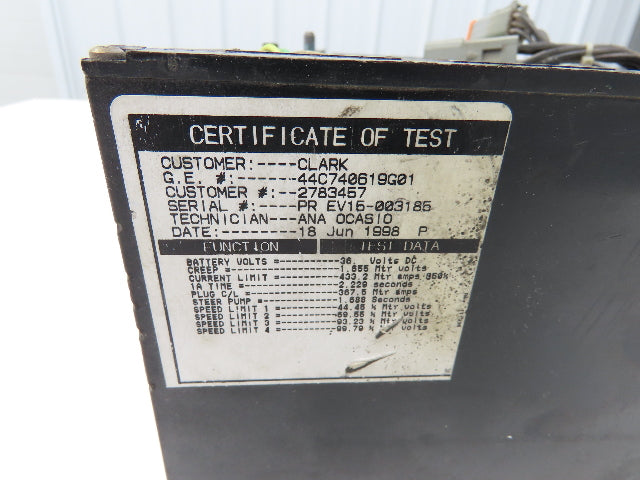 CERTIFICATE OF TEST
CUSTOMER:----CLARK
G.E. #:----44C740619G01
CUSTOMER #:--2783457
SERIAL #:----PR EV15-003185
TECHNICIAN---ANA OCASIO
DATE:--------18 Jun 1998 P
FUNCTION TEST DATA
BATTERY VOLTS =----------36. Volts DC
CREEP =------------------1.655 Mtr volts
CURRENT LIMIT =----------433.2 Mtr amps
1A TIME =----------------2.229 seconds
PLUG C/L =---------------367.5 Mtr amps
STEER PUMP =-------------1.688 Seconds
SPEED LIMIT 1 =----------44.45 % Mtr volts
SPEED LIMIT 2 =----------59.55 % Mtr volts
SPEED LIMIT 3 =----------93.23 % Mtr volts
SPEED LIMIT 4 =----------99.79 % Mtr volts